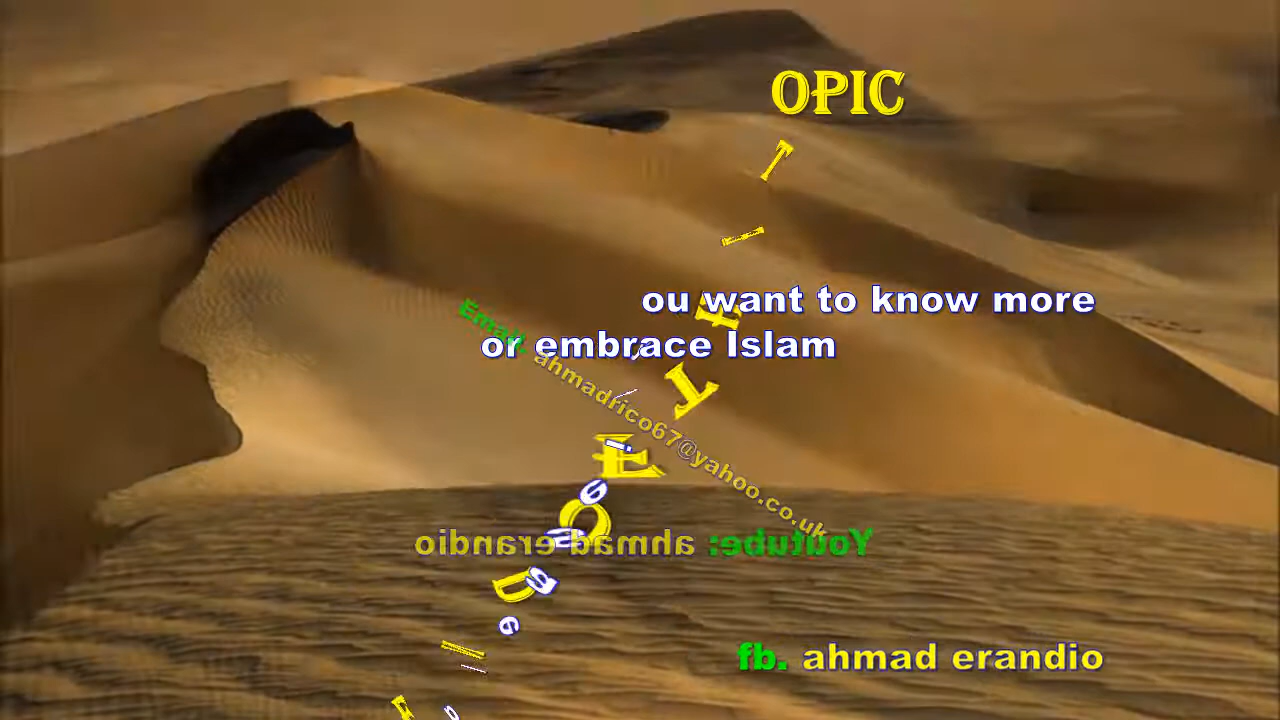 OPIC
ou want to know more
or embrace Islam
Email. ahmadrico67@yahoo.co.uk
Youtube: ahmad erandio
fb. ahmad erandio